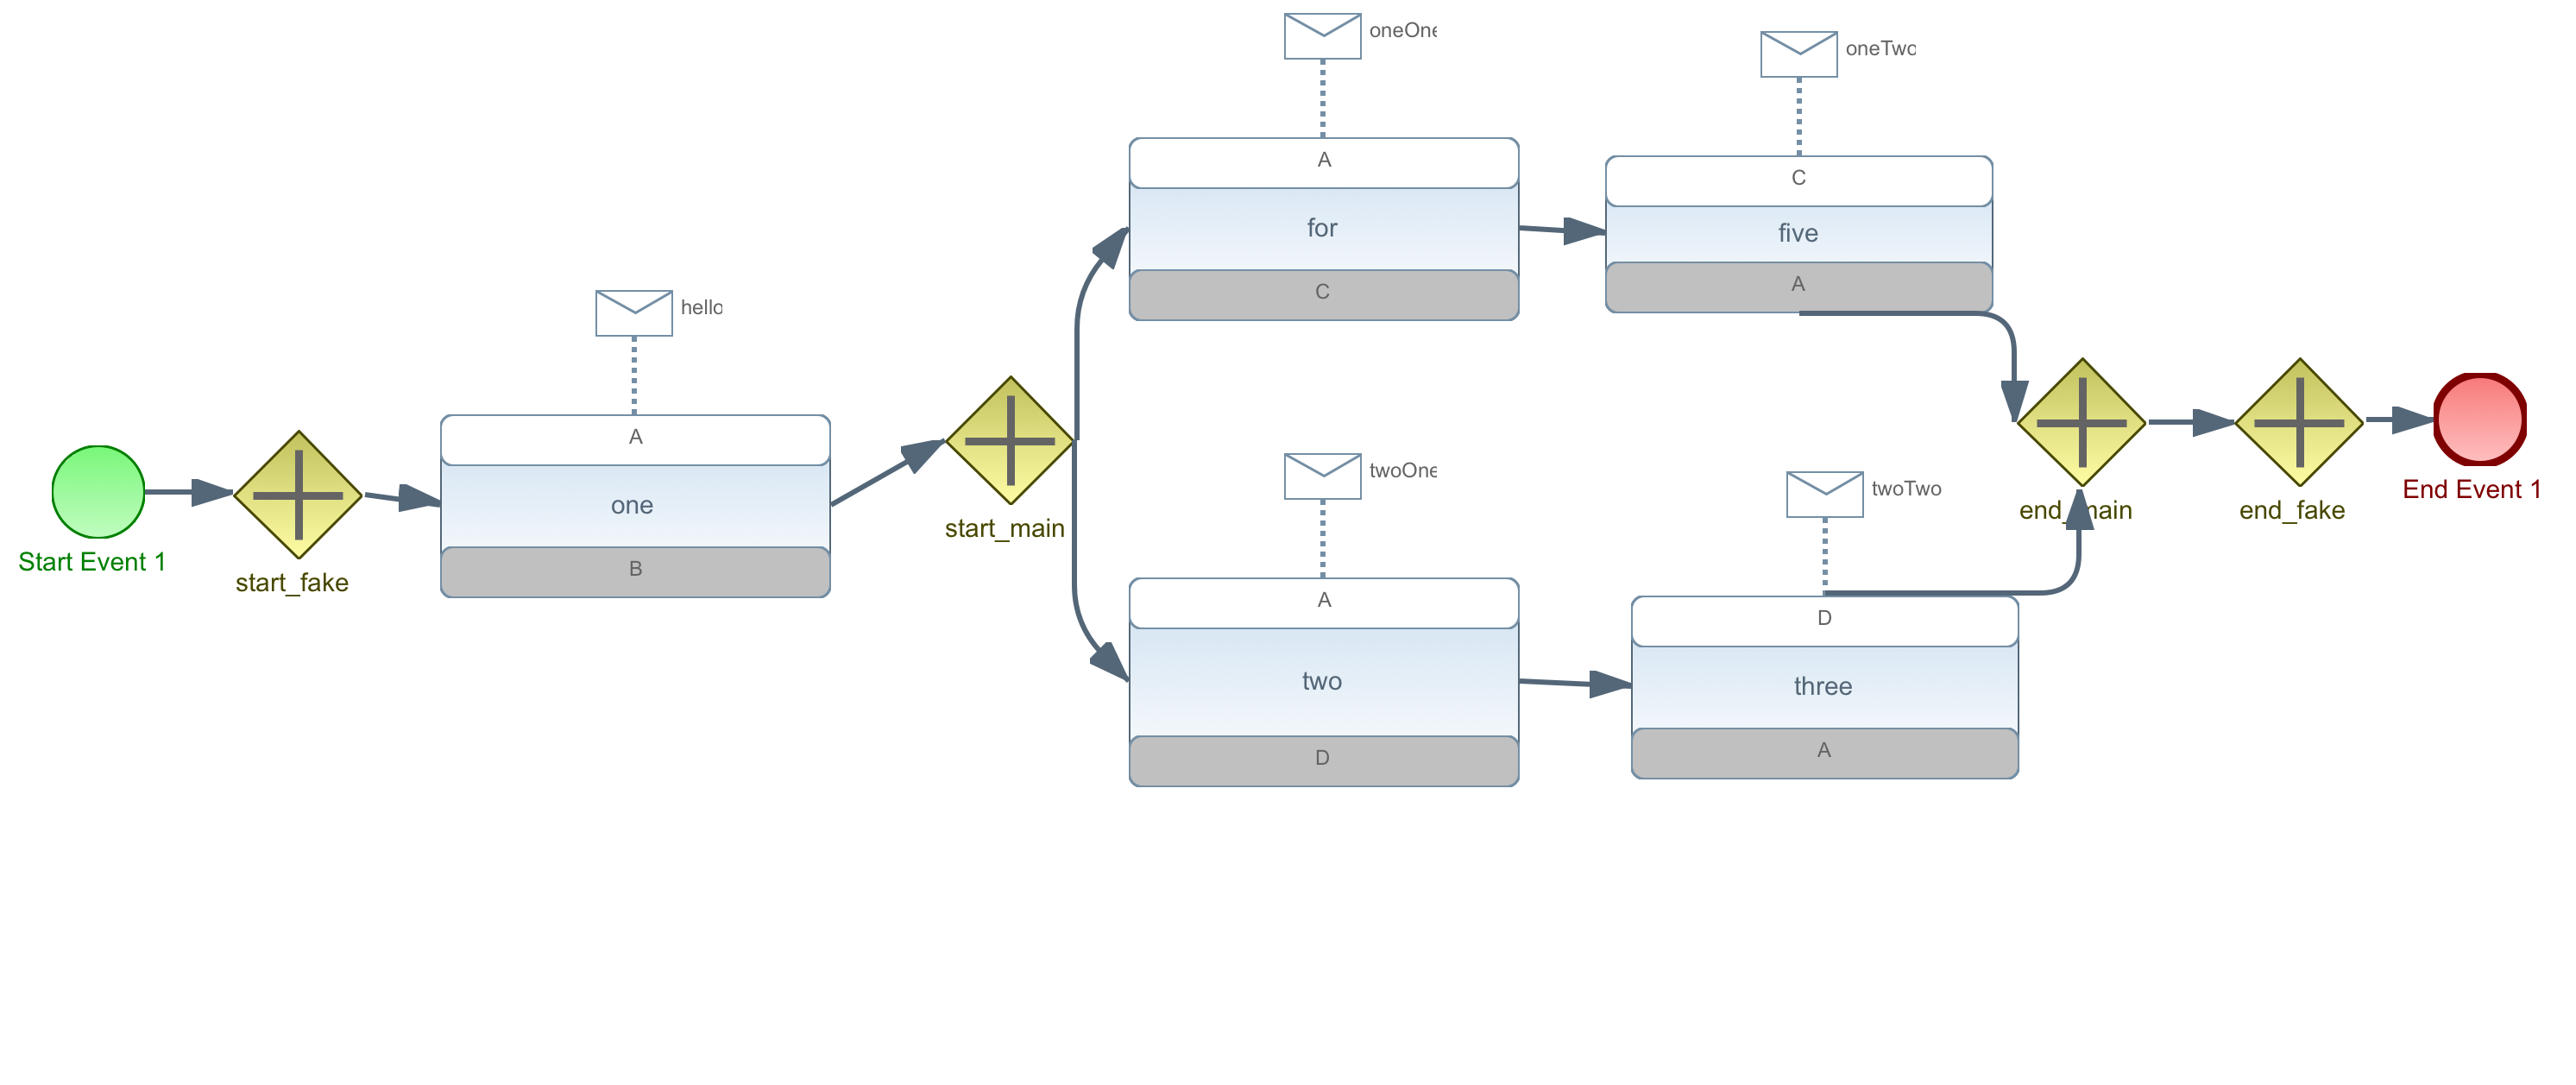 oneOne
oneTwo
A
for
C
C
five
A
hello
A
one
B
Start Event 1
start_fake
start_main
twoOne
A
two
D
twoTwo
D
three
A
end_main
end_fake
End Event 1